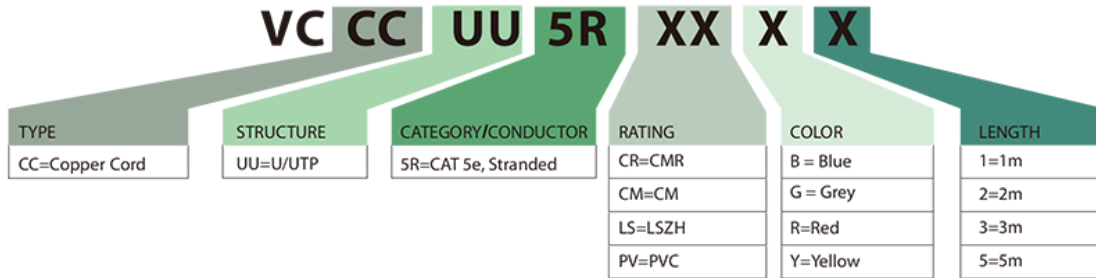 VC CC UU 5R XX X X
TYPE STRUCTURE CATEGORY/CONDUCTOR RATING COLOR LENGTH
CC=Copper Cord UU=U/UTP 5R=CAT 5e, Stranded CR=CMR B = Blue 1=1m
CM=CM G = Grey 2=2m
LS=LSZH R=Red 3=3m
PV=PVC Y=Yellow 5=5m